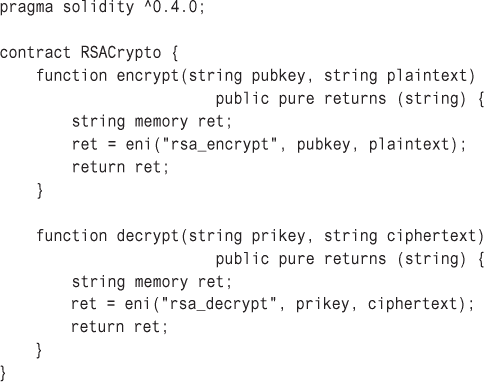 pragma solidity ^0.4.0;

contract RSACrypto {
    function encrypt(string pubkey, string plaintext)
                        public pure returns (string) {
        string memory ret;
        ret = eni("rsa_encrypt", pubkey, plaintext);
        return ret;
    }

    function decrypt(string prikey, string ciphertext)
                        public pure returns (string) {
        string memory ret;
        ret = eni("rsa_decrypt", prikey, ciphertext);
        return ret;
    }
}